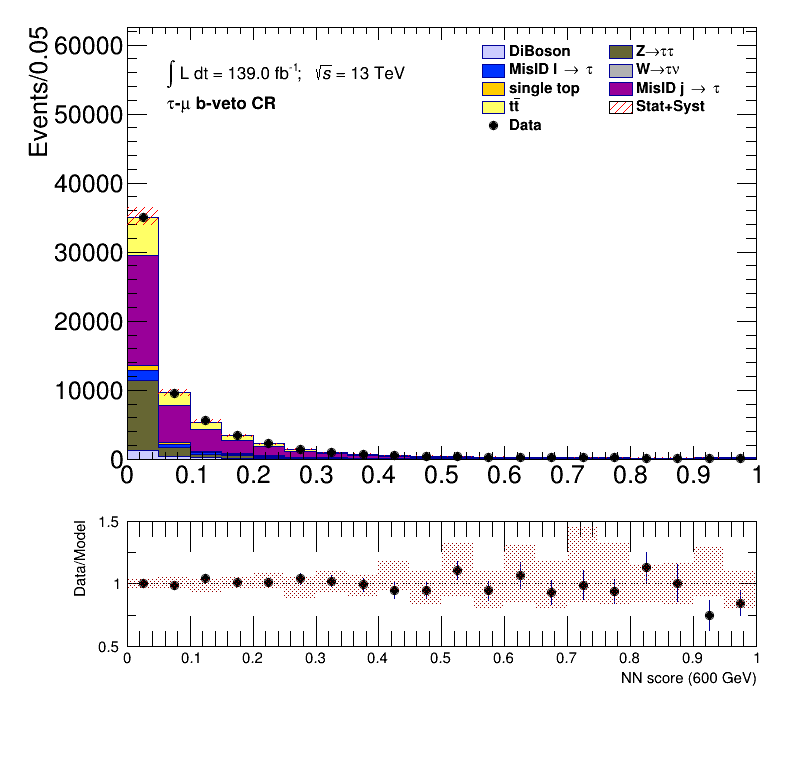 Events/0.05
60000
50000
40000
30000
20000
10000
0
∫ L dt = 139.0 fb⁻¹; √s = 13 TeV
τ-μ b-veto CR
DiBoson
MisID l → τ
single top
tt̄
Data
Z→ττ
W→τν
MisID j → τ
Stat+Syst
0 0.1 0.2 0.3 0.4 0.5 0.6 0.7 0.8 0.9 1
Data/Model
1.5
1
0.5
0 0.1 0.2 0.3 0.4 0.5 0.6 0.7 0.8 0.9 1
NN score (600 GeV)